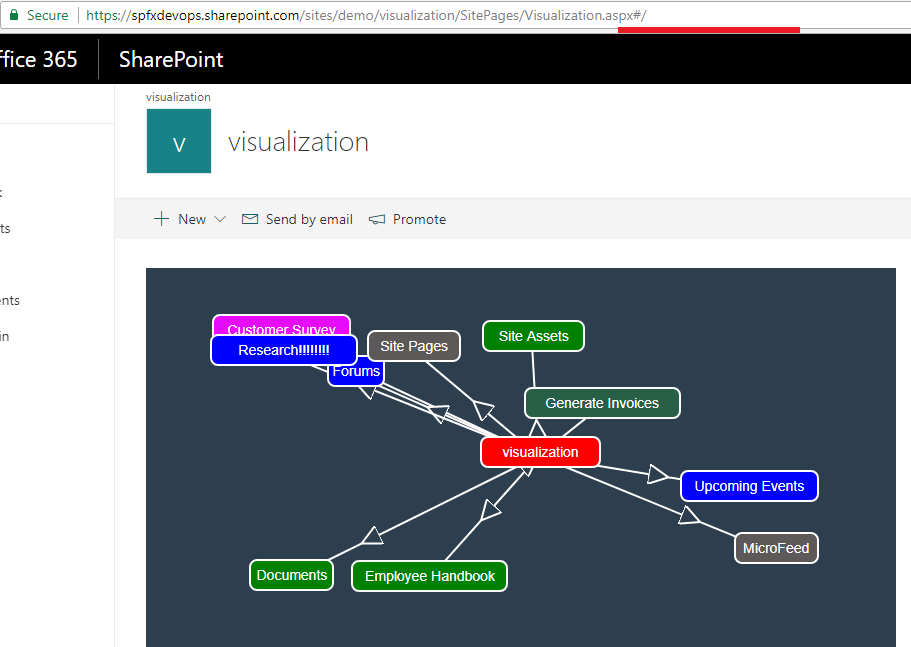 Secure https://spfxdevops.sharepoint.com/sites/demo/visualization/SitePages/Visualization.aspx#/
ffice 365 SharePoint
visualization
V visualization
New Send by email Promote
ts
ents
in
Customer Survey
Research!!!!!!!!
Forums
Site Pages
Site Assets
Generate Invoices
visualization
Upcoming Events
MicroFeed
Documents
Employee Handbook